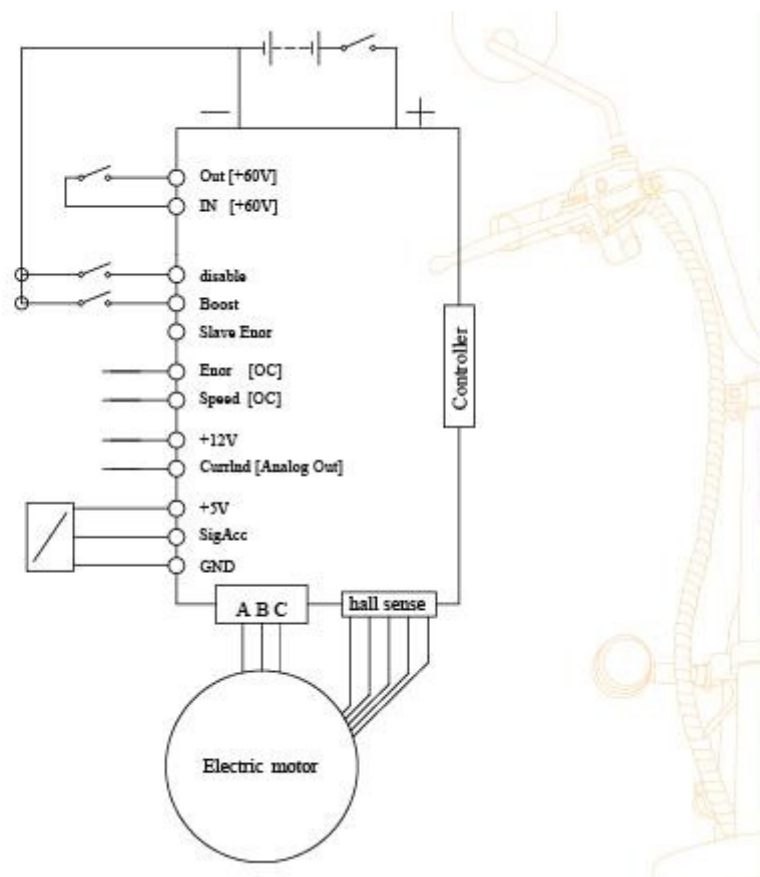 — +
Out [+60V]
IN [+60V]
disable
Boost
Slave Enor
Enor [OC]
Speed [OC]
+12V
CurrInd [Analog Out]
+5V
SigAcc
GND
Controller
A B C
hall sense
Electric motor